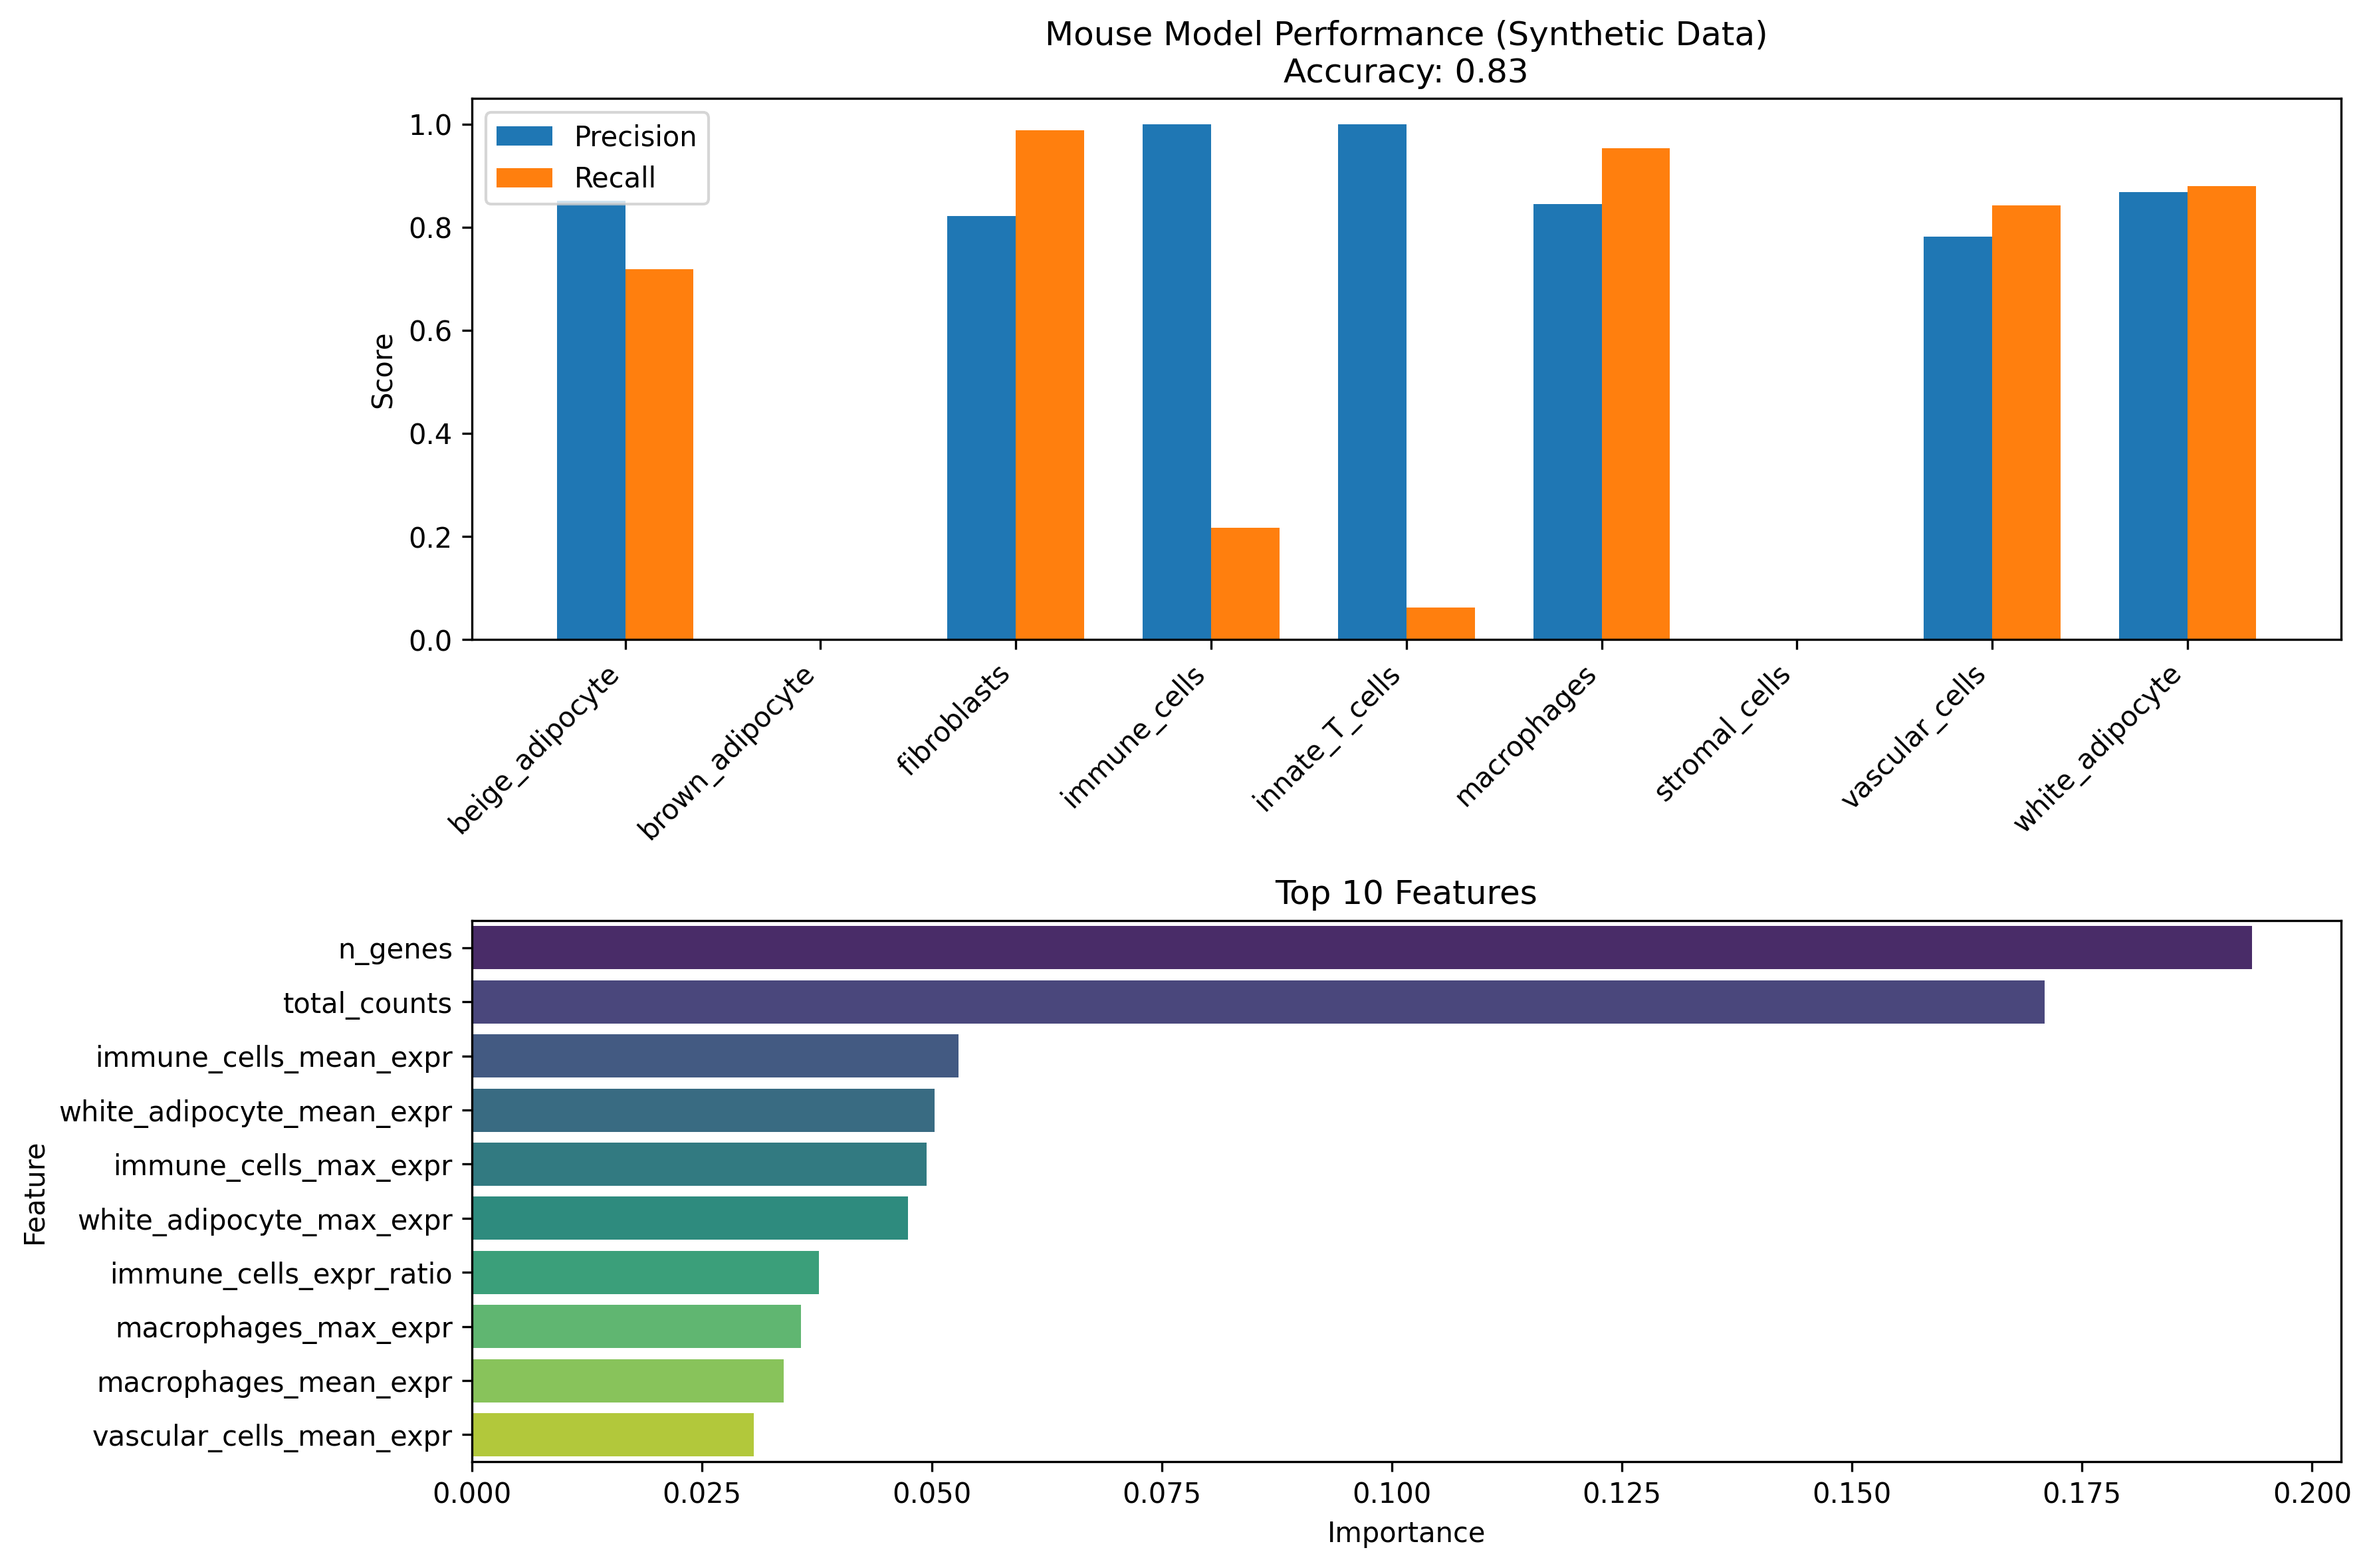 Mouse Model Performance (Synthetic Data)
Accuracy: 0.83
Precision
Recall
Score
1.0
0.8
0.6
0.4
0.2
0.0
beige_adipocyte
brown_adipocyte
fibroblasts
immune_cells
innate_T_cells
macrophages
stromal_cells
vascular_cells
white_adipocyte
Top 10 Features
Feature
n_genes
total_counts
immune_cells_mean_expr
white_adipocyte_mean_expr
immune_cells_max_expr
white_adipocyte_max_expr
immune_cells_expr_ratio
macrophages_max_expr
macrophages_mean_expr
vascular_cells_mean_expr
0.000
0.025
0.050
0.075
0.100
0.125
0.150
0.175
0.200
Importance